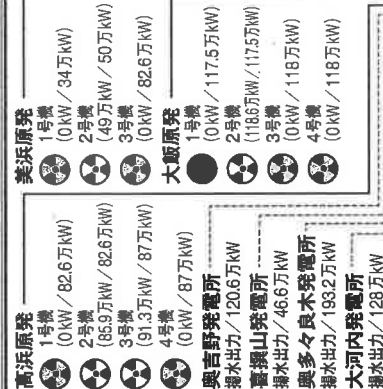 高浜原発
1号機
(0kW／82.6万kW)
2号機
(85.9万kW／82.6万kW)
3号機
(91.3万kW／87万kW)
4号機
(0kW／87万kW)
奥吉野発電所
揚水出力／120.6万kW
喜撰山発電所
揚水出力／46.6万kW
奥多々良木発電所
揚水出力／193.2万kW
大河内発電所
揚水出力／128万kW
美浜原発
1号機
(0kW／34万kW)
2号機
(49万kW／50万kW)
3号機
(0kW／82.6万kW)
大飯原発
1号機
(0kW／117.5万kW)
2号機
(118.6万kW／117.5万kW)
3号機
(0kW／118万kW)
4号機
(0kW／118万kW)